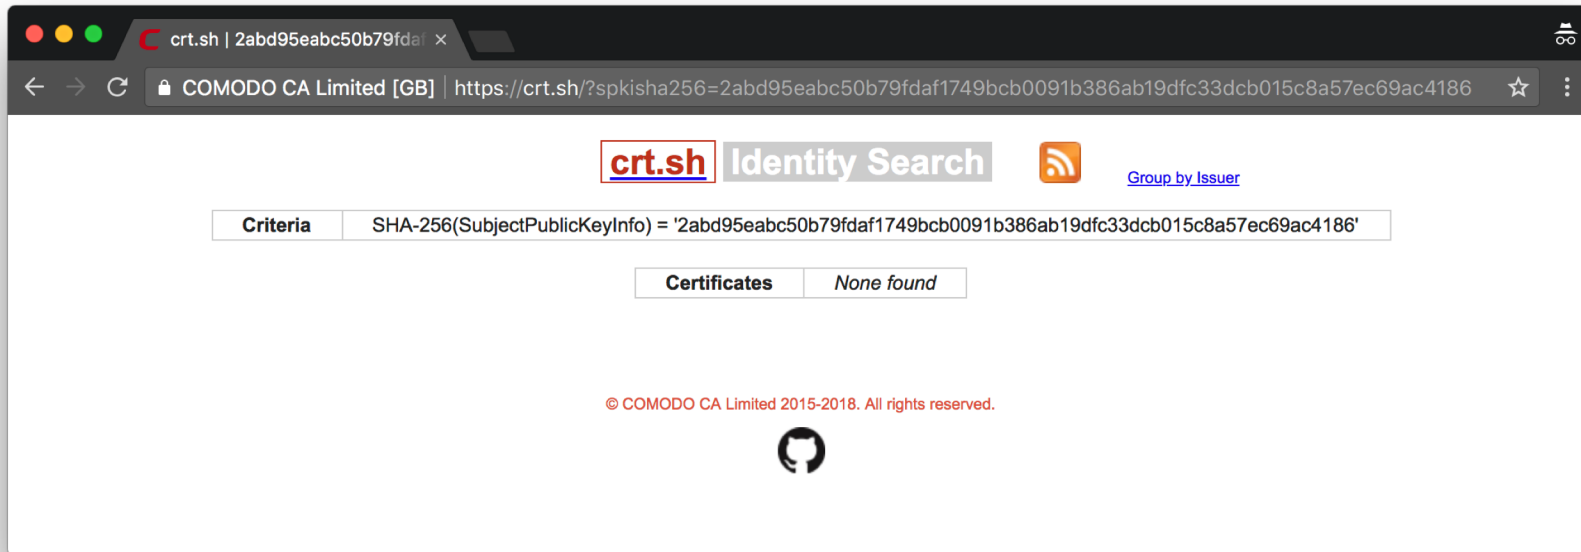 crt.sh | 2abd95eabc50b79fdaf
COMODO CA Limited [GB] https://crt.sh/?spkisha256=2abd95eabc50b79fdaf1749bcb0091b386ab19dfc33dcb015c8a57ec69ac4186
crt.sh Identity Search Group by Issuer
Criteria SHA-256(SubjectPublicKeyInfo) = '2abd95eabc50b79fdaf1749bcb0091b386ab19dfc33dcb015c8a57ec69ac4186'
Certificates None found
© COMODO CA Limited 2015-2018. All rights reserved.